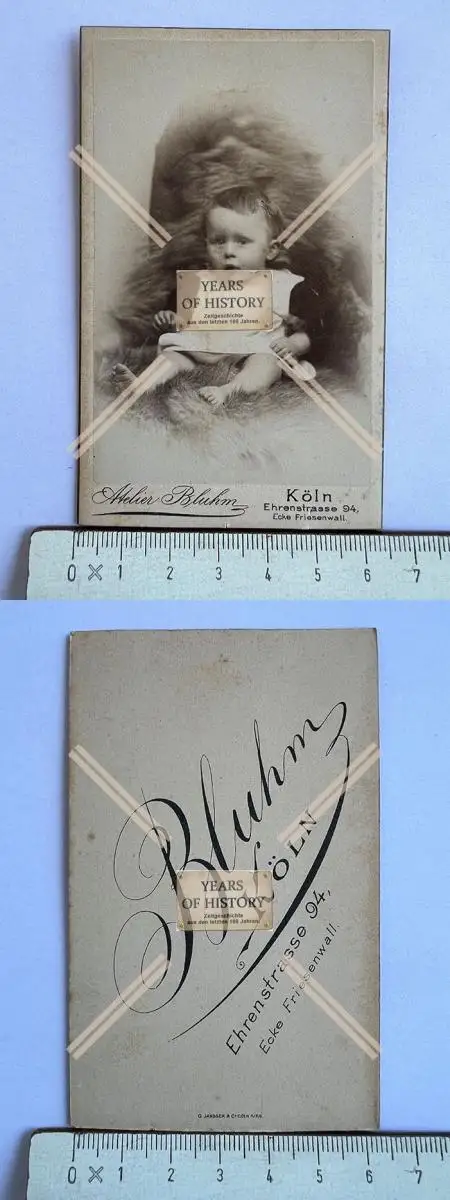 YEARS
OF HISTORY
Zeitgeschichte
aus den letzten 100 Jahren.
Atelier Bluhm
Köln
Ehrenstrasse 94,
Ecke Friesenwall.
0 1 2 3 4 5 6 7
Bluhm
KÖLN
YEARS
OF HISTORY
Zeitgeschichte
aus den letzten 100 Jahren.
Ehrenstrasse 94,
Ecke Friesenwall.
0 1 2 3 4 5 6 7